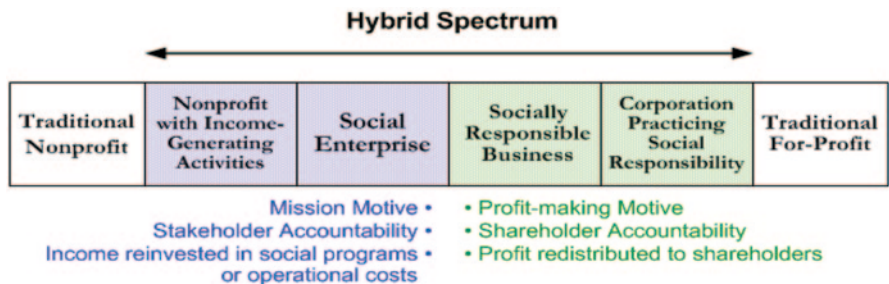 Hybrid Spectrum
Traditional
Nonprofit
Nonprofit
with Income-
Generating
Activities
Social
Enterprise
Socially
Responsible
Business
Corporation
Practicing
Social
Responsibility
Traditional
For-Profit
Mission Motive •
Stakeholder Accountability •
Income reinvested in social programs •
or operational costs
• Profit-making Motive
• Shareholder Accountability
• Profit redistributed to shareholders